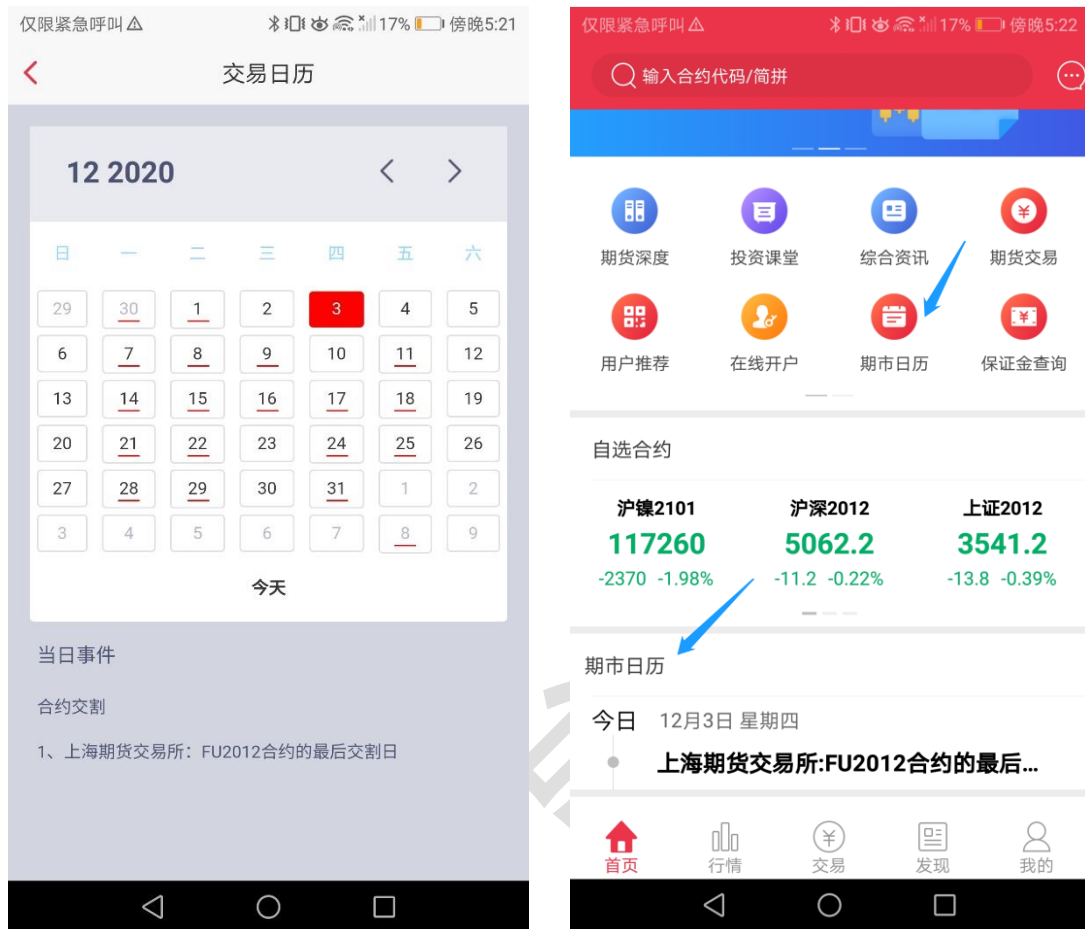 仅限紧急呼叫 17% 傍晚5:21
交易日历
12 2020
日 一 二 三 四 五 六
29 30 1 2 3 4 5
6 7 8 9 10 11 12
13 14 15 16 17 18 19
20 21 22 23 24 25 26
27 28 29 30 31 1 2
3 4 5 6 7 8 9
今天
当日事件
合约交割
1、上海期货交易所：FU2012合约的最后交割日
仅限紧急呼叫 17% 傍晚5:22
输入合约代码/简拼
期货深度 投资课堂 综合资讯 期货交易
用户推荐 在线开户 期市日历 保证金查询
自选合约
沪镍2101 沪深2012 上证2012
117260 5062.2 3541.2
-2370 -1.98% -11.2 -0.22% -13.8 -0.39%
期市日历
今日 12月3日 星期四
上海期货交易所:FU2012合约的最后...
首页 行情 交易 发现 我的